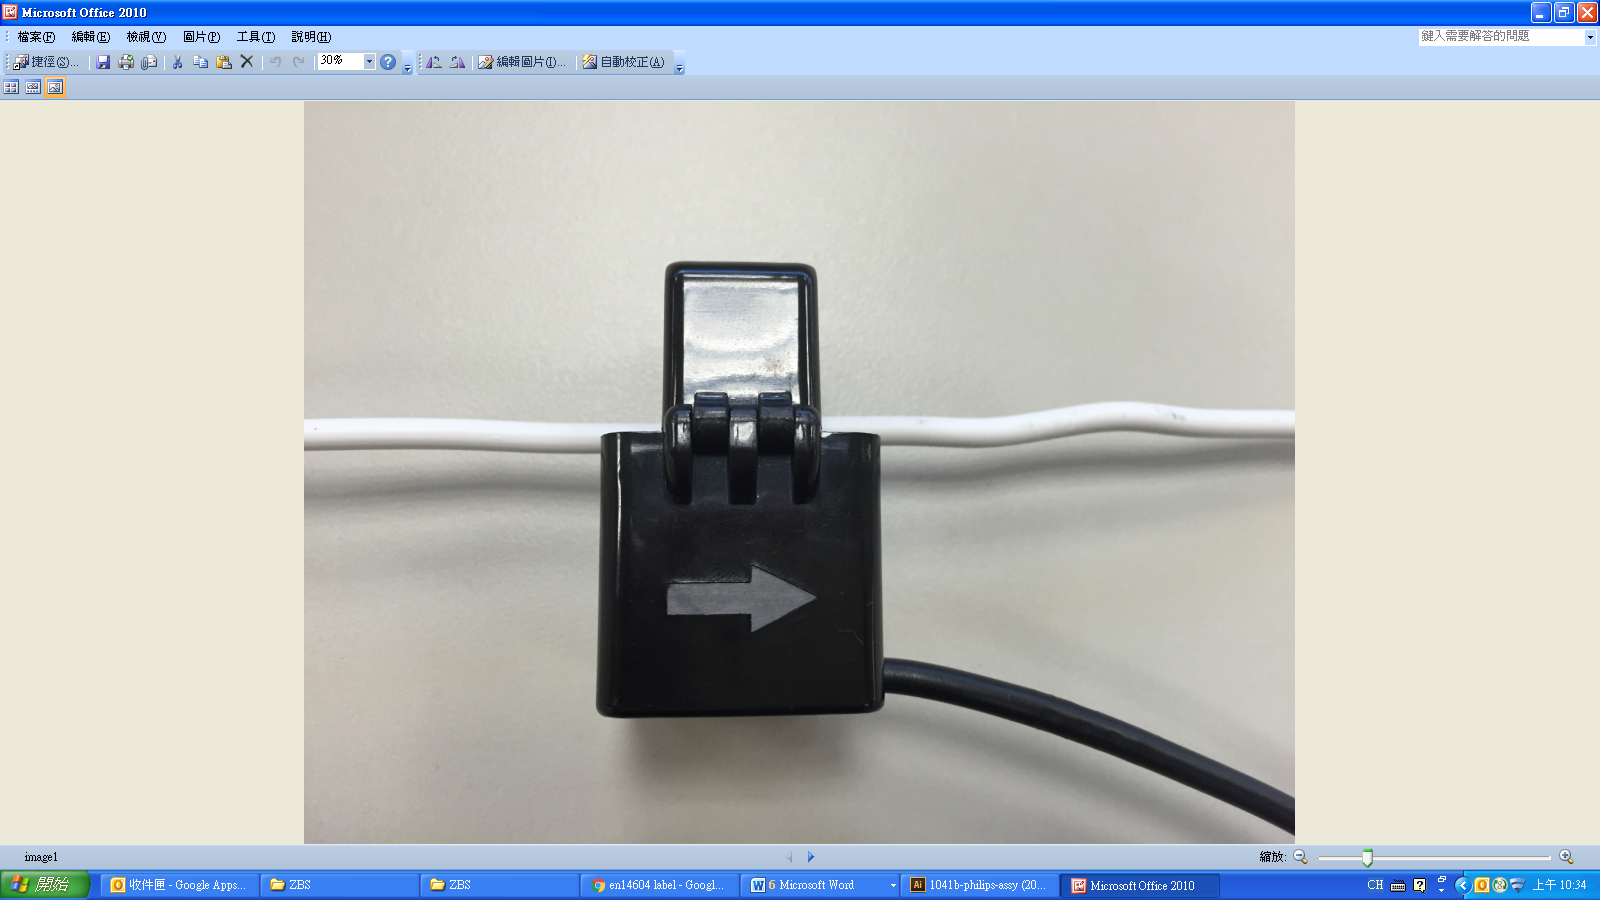 Microsoft Office 2010
檔案(F) 編輯(E) 檢視(V) 圖片(P) 工具(T) 說明(H) 鍵入需要解答的問題
捷徑(S)... 30% 編輯圖片(I)... 自動校正(A)
image1 縮放:
開始 收件匣 - Google Apps... ZBS ZBS en14604 label - Googl... 6 Microsoft Word 1041b-philips-assy (20... Microsoft Office 2010 CH 上午 10:34